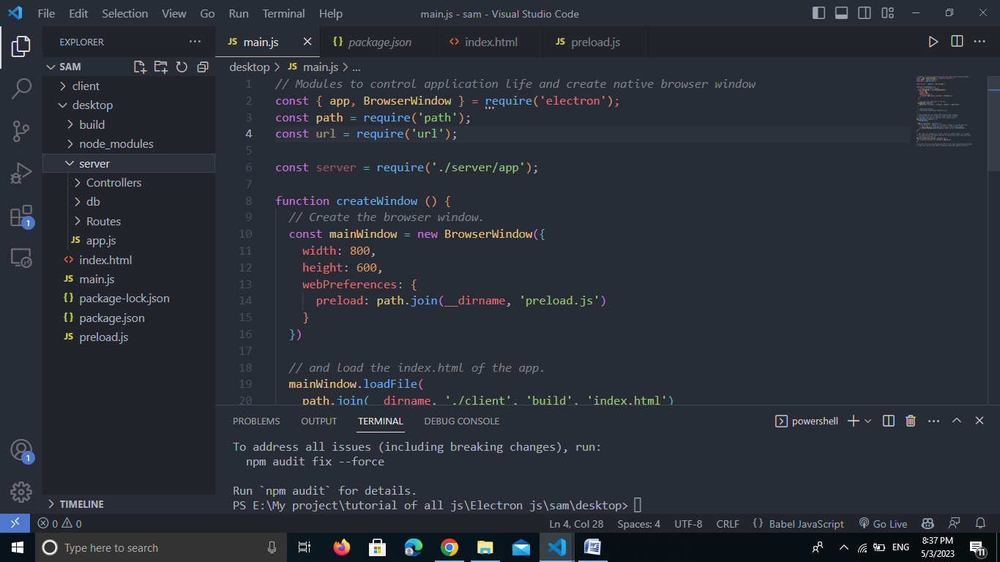 File Edit Selection View Go Run Terminal Help main.js - sam - Visual Studio Code
EXPLORER
JS main.js
{} package.json
<> index.html
JS preload.js
SAM
client
desktop
build
node_modules
server
Controllers
db
Routes
JS app.js
<> index.html
JS main.js
{} package-lock.json
{} package.json
JS preload.js
TIMELINE
1
1
desktop > JS main.js > ...
1 // Modules to control application life and create native browser window
2 const { app, BrowserWindow } = require('electron');
3 const path = require('path');
4 const url = require('url');
5
6 const server = require('./server/app');
7
8 function createWindow () {
9 // Create the browser window.
10 const mainWindow = new BrowserWindow({
11 width: 800,
12 height: 600,
13 webPreferences: {
14 preload: path.join(__dirname, 'preload.js')
15 }
16 })
17
18 // and load the index.html of the app.
19 mainWindow.loadFile(
20 path.join(__dirname, './client', 'build', 'index.html')
PROBLEMS OUTPUT TERMINAL DEBUG CONSOLE powershell
To address all issues (including breaking changes), run:
npm audit fix --force
Run `npm audit` for details.
PS E:\My project\tutorial of all js\Electron js\sam\desktop>
0 0 Ln 4, Col 28 Spaces: 4 UTF-8 CRLF {} Babel JavaScript Go Live
Type here to search
ENG
8:37 PM
5/3/2023
11